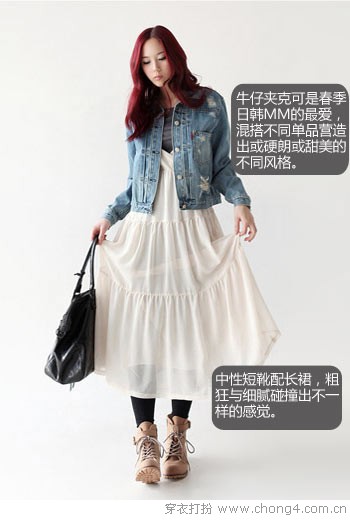 牛仔夹克可是春季
日韩MM的最爱，
混搭不同单品营造
出或硬朗或甜美的
不同风格。
中性短靴配长裙，粗
狂与细腻碰撞出不一
样的感觉。
穿衣打扮 www.chong4.com.cn